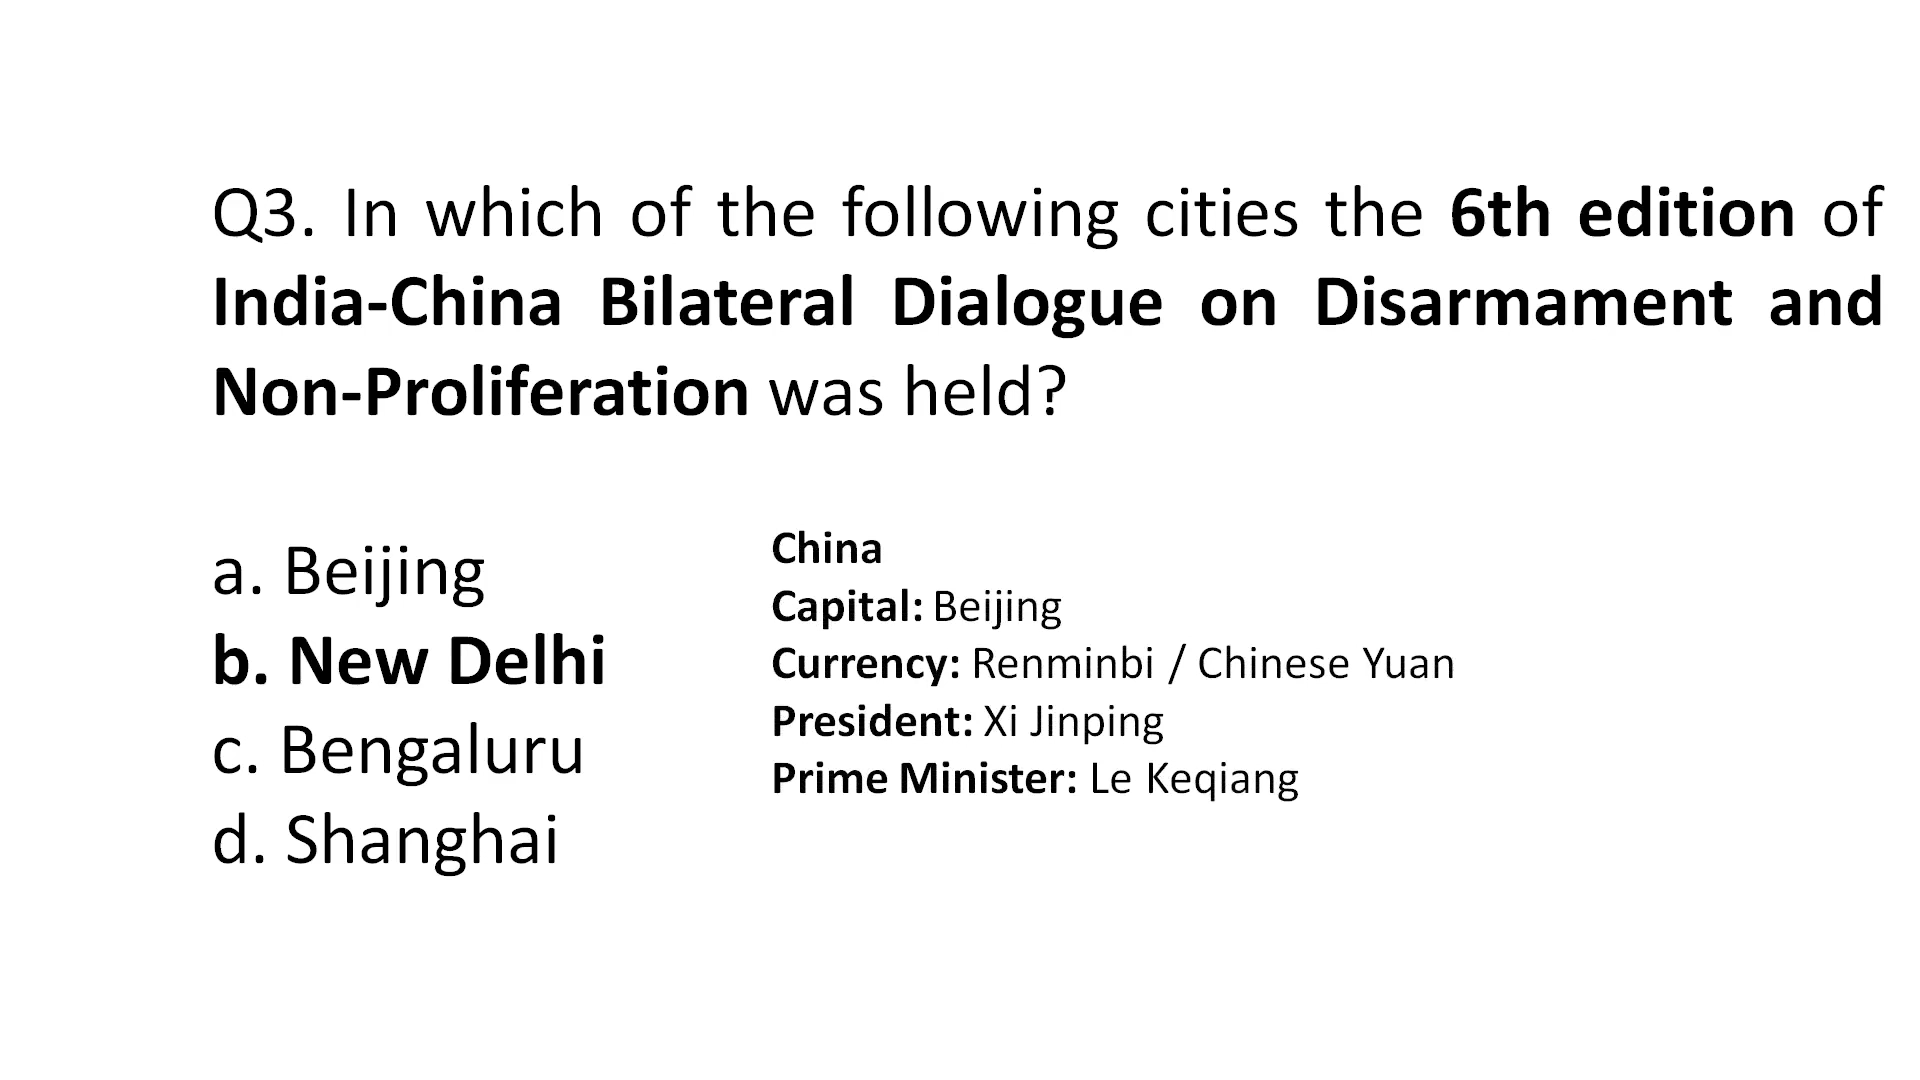 Q3. In which of the following cities the 6th edition of
India-China Bilateral Dialogue on Disarmament and
Non-Proliferation was held?
a. Beijing
b. New Delhi
c. Bengaluru
d. Shanghai
China
Capital: Beijing
Currency: Renminbi / Chinese Yuan
President: Xi Jinping
Prime Minister: Le Keqiang